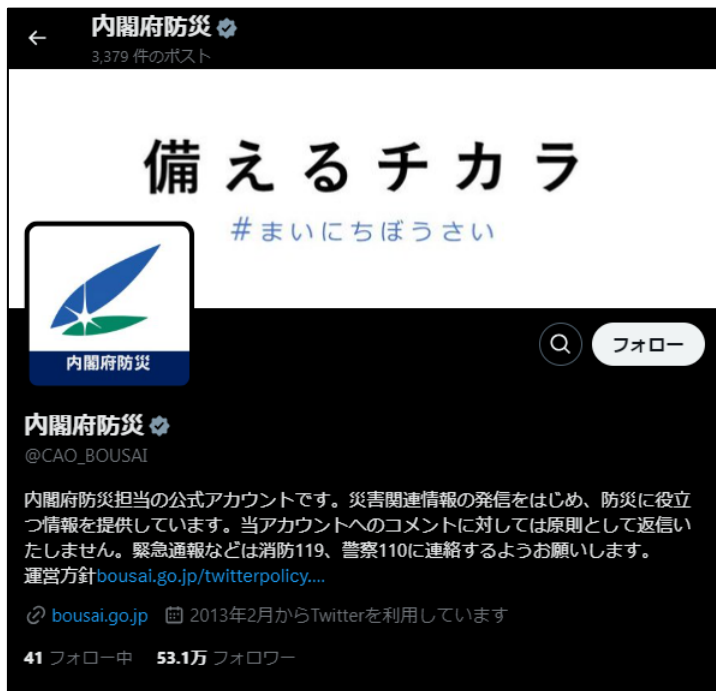 内閣府防災
3,379 件のポスト
備えるチカラ
#まいにちぼうさい
内閣府防災
フォロー
内閣府防災
@CAO_BOUSAI
内閣府防災担当の公式アカウントです。災害関連情報の発信をはじめ、防災に役立
つ情報を提供しています。当アカウントへのコメントに対しては原則として返信い
たしません。緊急通報などは消防119、警察110に連絡するようお願いします。
運営方針bousai.go.jp/twitterpolicy....
bousai.go.jp 2013年2月からTwitterを利用しています
41 フォロー中 53.1万 フォロワー